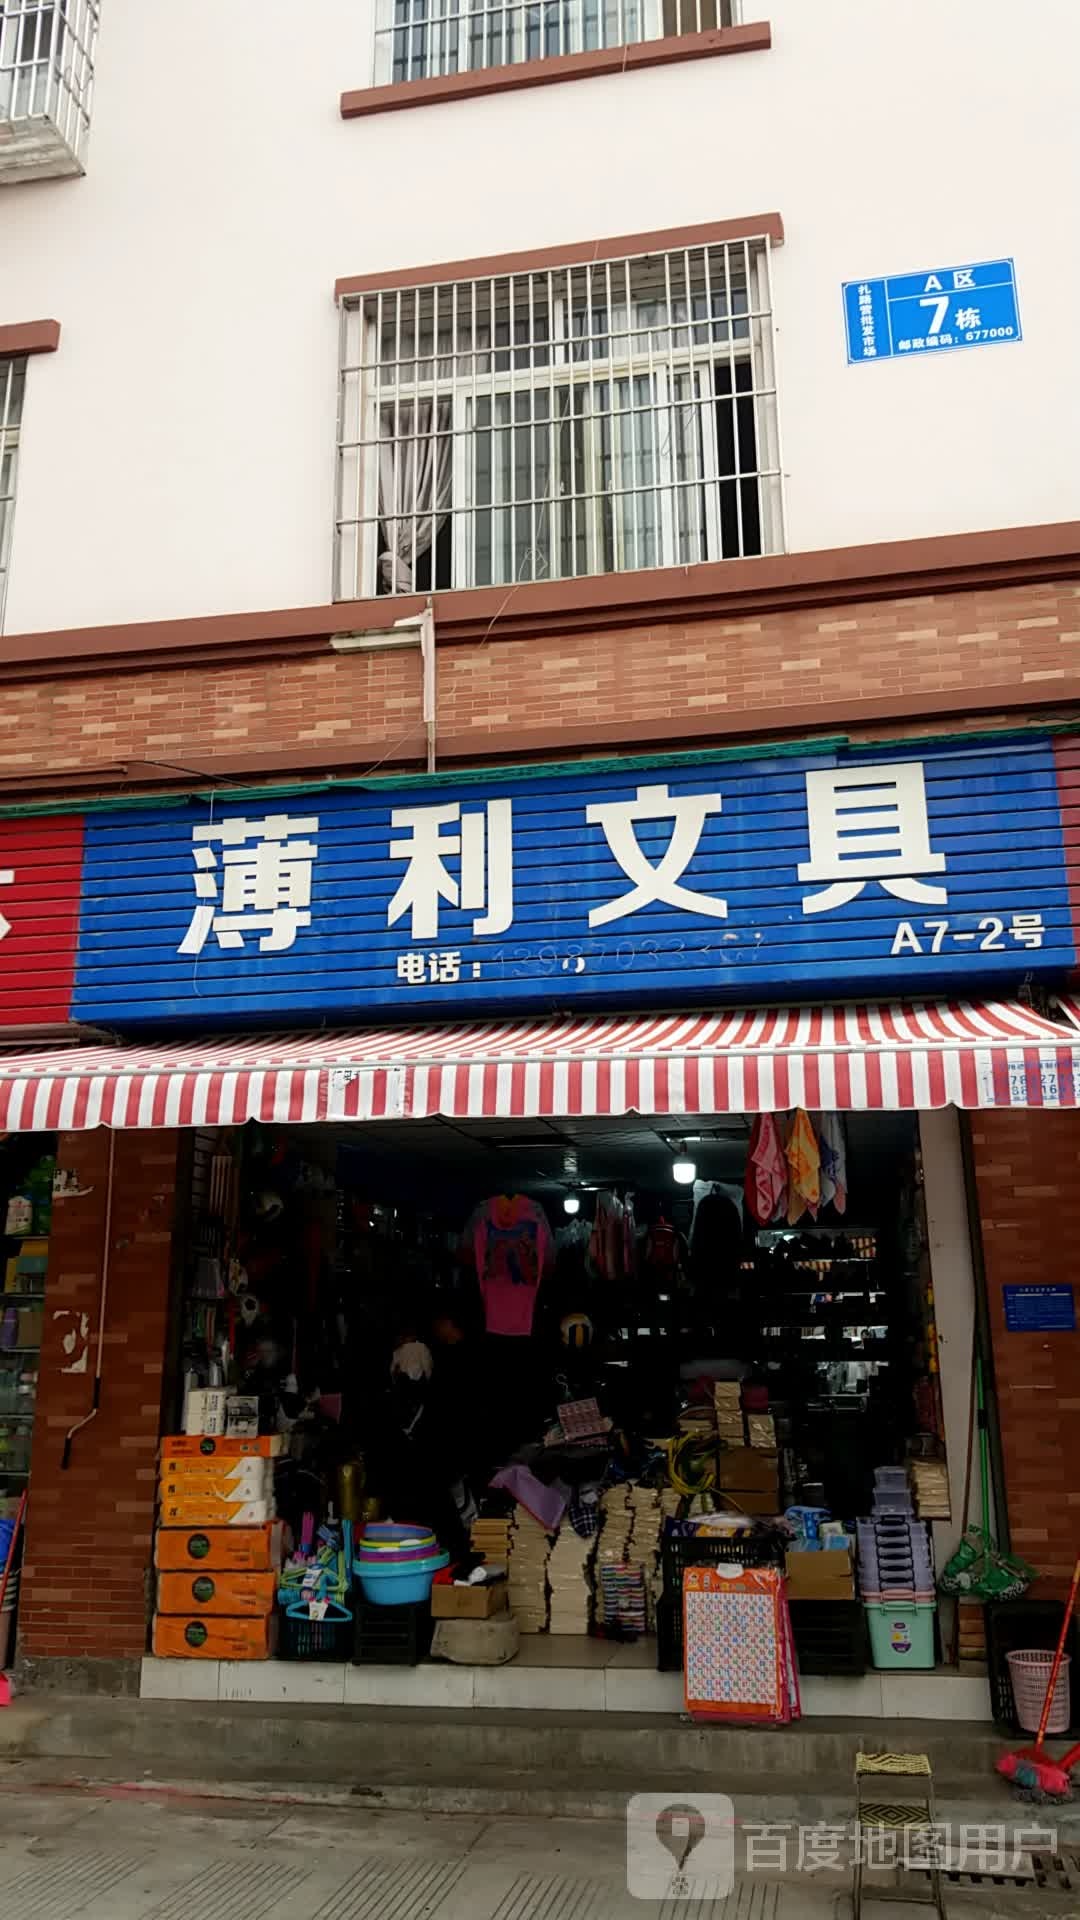 A区
扎路营批发市场
7栋
邮政编码：677000
薄利文具
A7-2号
电话：
百度地图用户